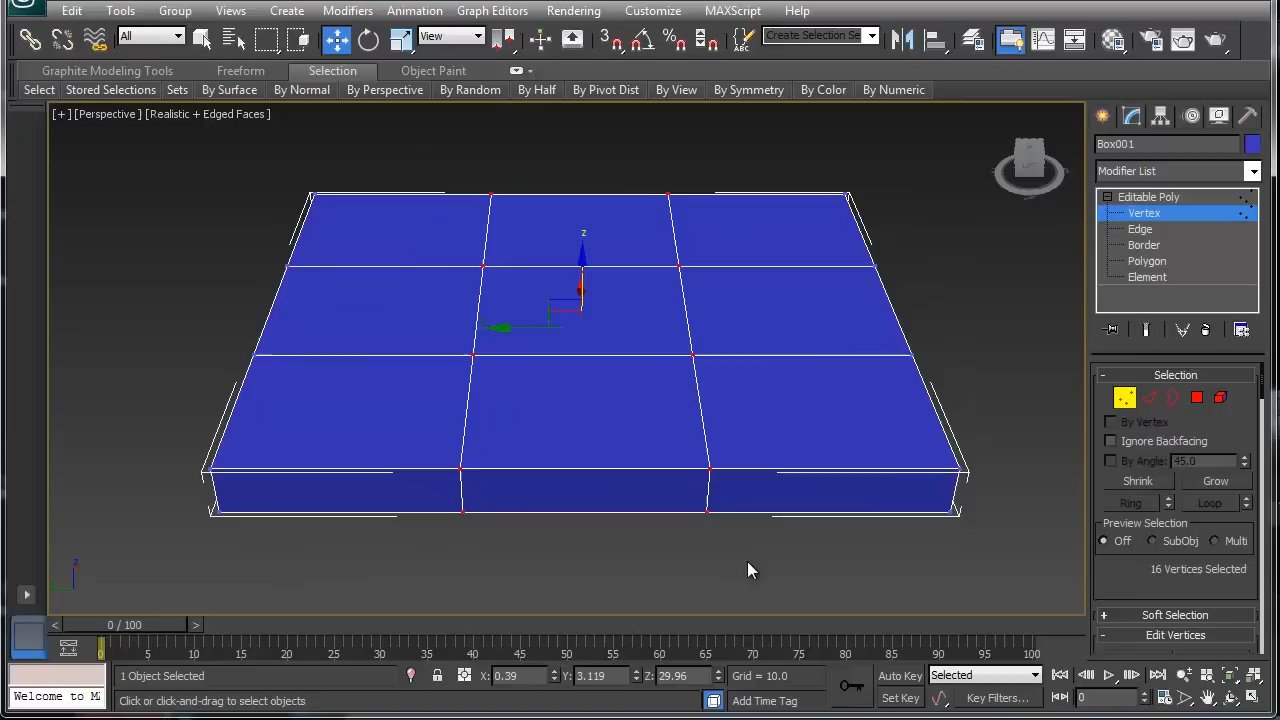 Edit Tools Group Views Create Modifiers Animation Graph Editors Rendering Customize MAXScript Help
All View Create Selection Se
Graphite Modeling Tools Freeform Selection Object Paint
Select Stored Selections Sets By Surface By Normal By Perspective By Random By Half By Pivot Dist By View By Symmetry By Color By Numeric
[+] [Perspective] [Realistic + Edged Faces]
z
z
Box001
Modifier List
Editable Poly
Vertex
Edge
Border
Polygon
Element
Selection
By Vertex
Ignore Backfacing
By Angle: 45.0
Shrink Grow
Ring Loop
Preview Selection
Off SubObj Multi
16 Vertices Selected
Soft Selection
Edit Vertices
0 / 100
0 5 10 15 20 25 30 35 40 45 50 55 60 65 70 75 80 85 90 95 100
1 Object Selected X: 0.39 Y: 3.119 Z: 29.96 Grid = 10.0 Auto Key Selected
Welcome to MA Click or click-and-drag to select objects Add Time Tag Set Key Key Filters... 0